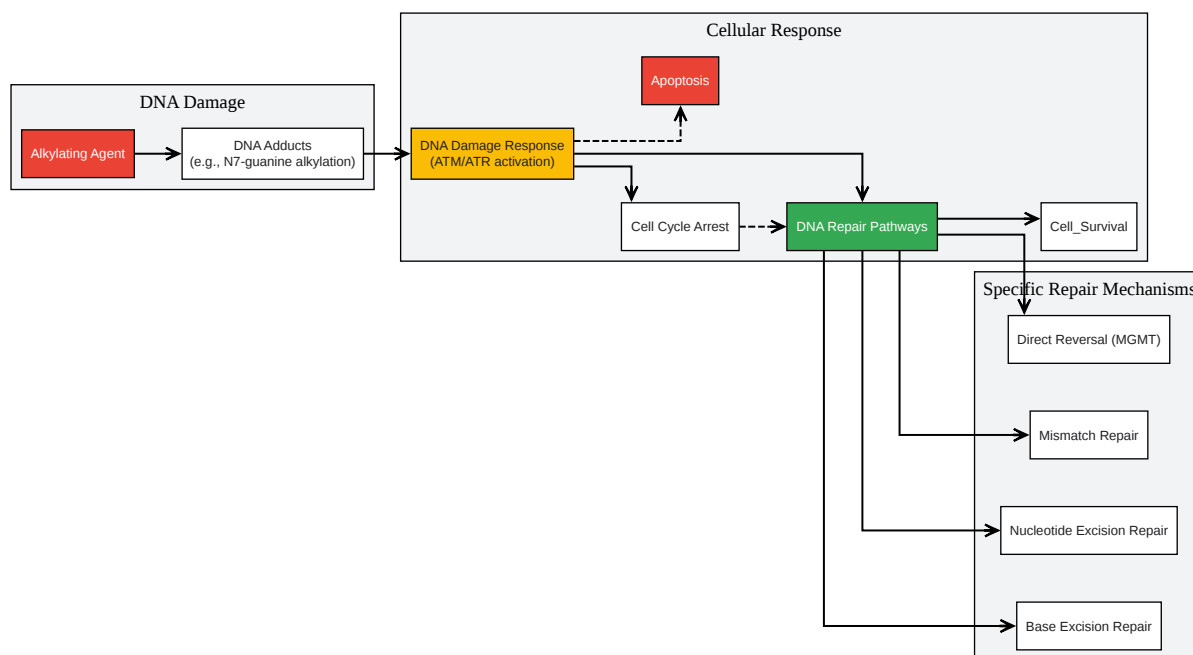 Cellular Response
Apoptosis
DNA Damage
Alkylating Agent
DNA Adducts
(e.g., N7-guanine alkylation)
DNA Damage Response
(ATM/ATR activation)
Cell Cycle Arrest
DNA Repair Pathways
Cell_Survival
Specific Repair Mechanisms
Direct Reversal (MGMT)
Mismatch Repair
Nucleotide Excision Repair
Base Excision Repair